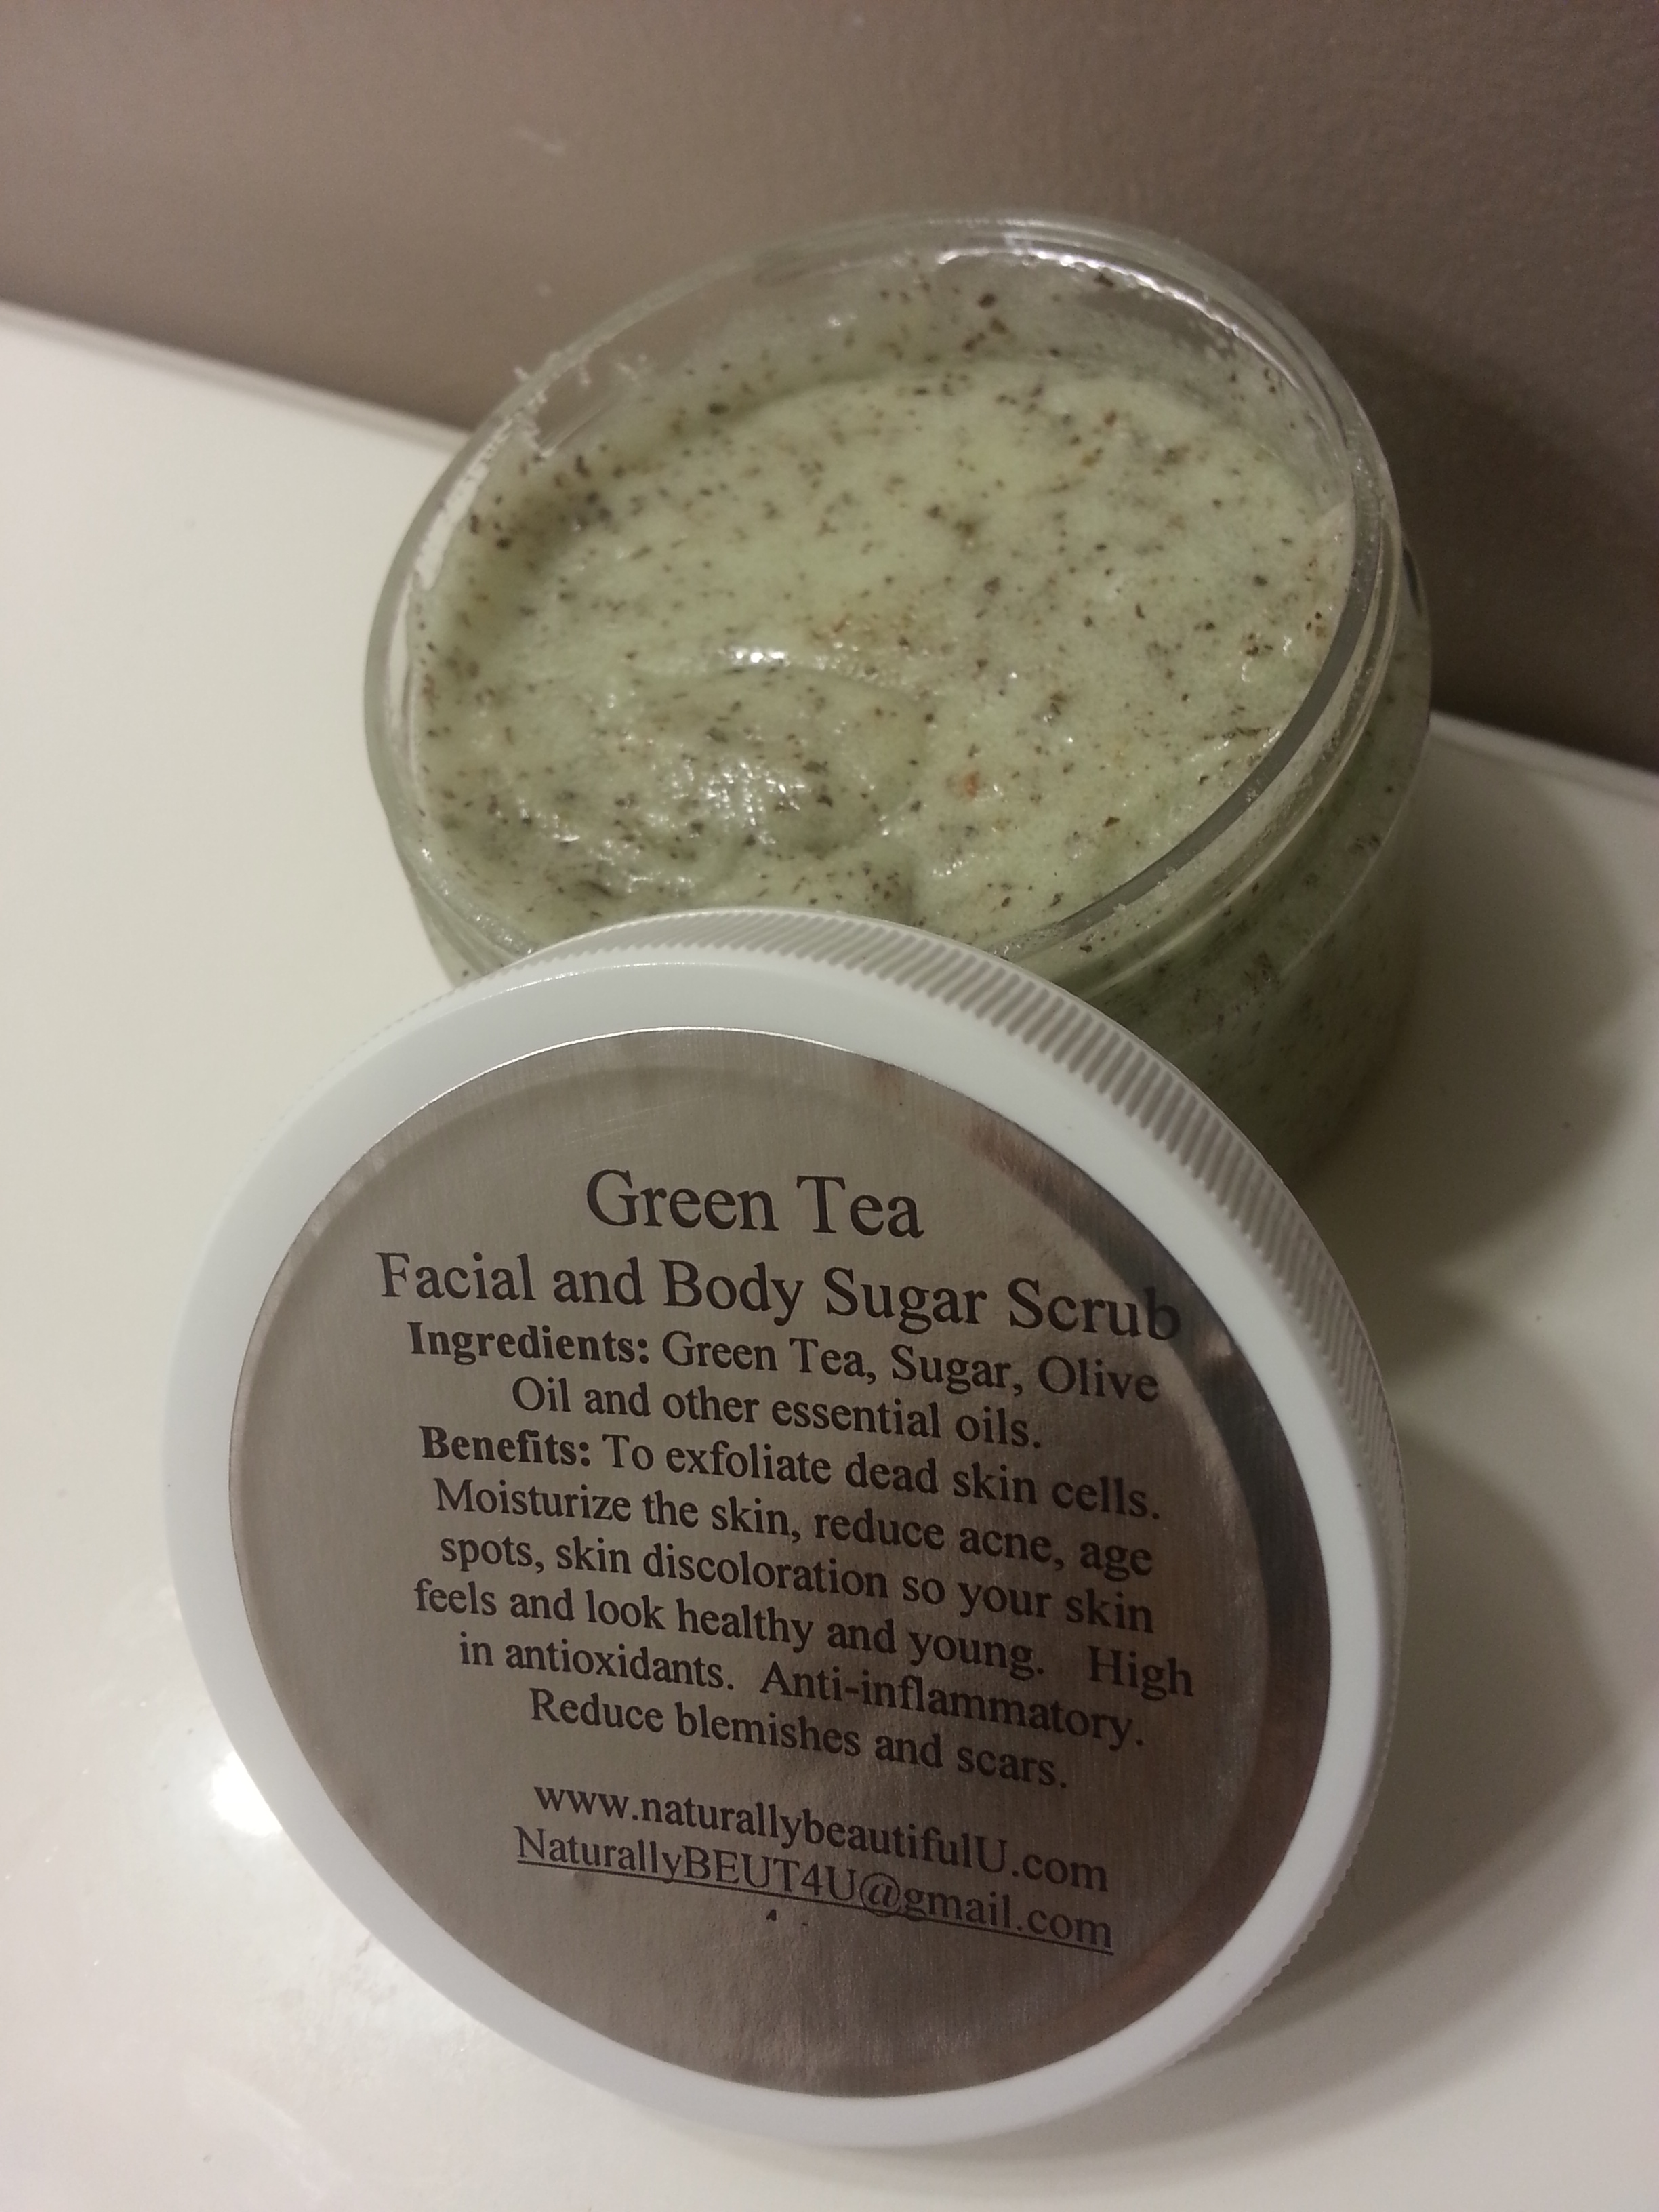 Green Tea
Facial and Body Sugar Scrub
Ingredients: Green Tea, Sugar, Olive
Oil and other essential oils.
Benefits: To exfoliate dead skin cells.
Moisturize the skin, reduce acne, age
spots, skin discoloration so your skin
feels and look healthy and young. High
in antioxidants. Anti-inflammatory.
Reduce blemishes and scars.
www.naturallybeautifulU.com
NaturallyBEUT4U@gmail.com